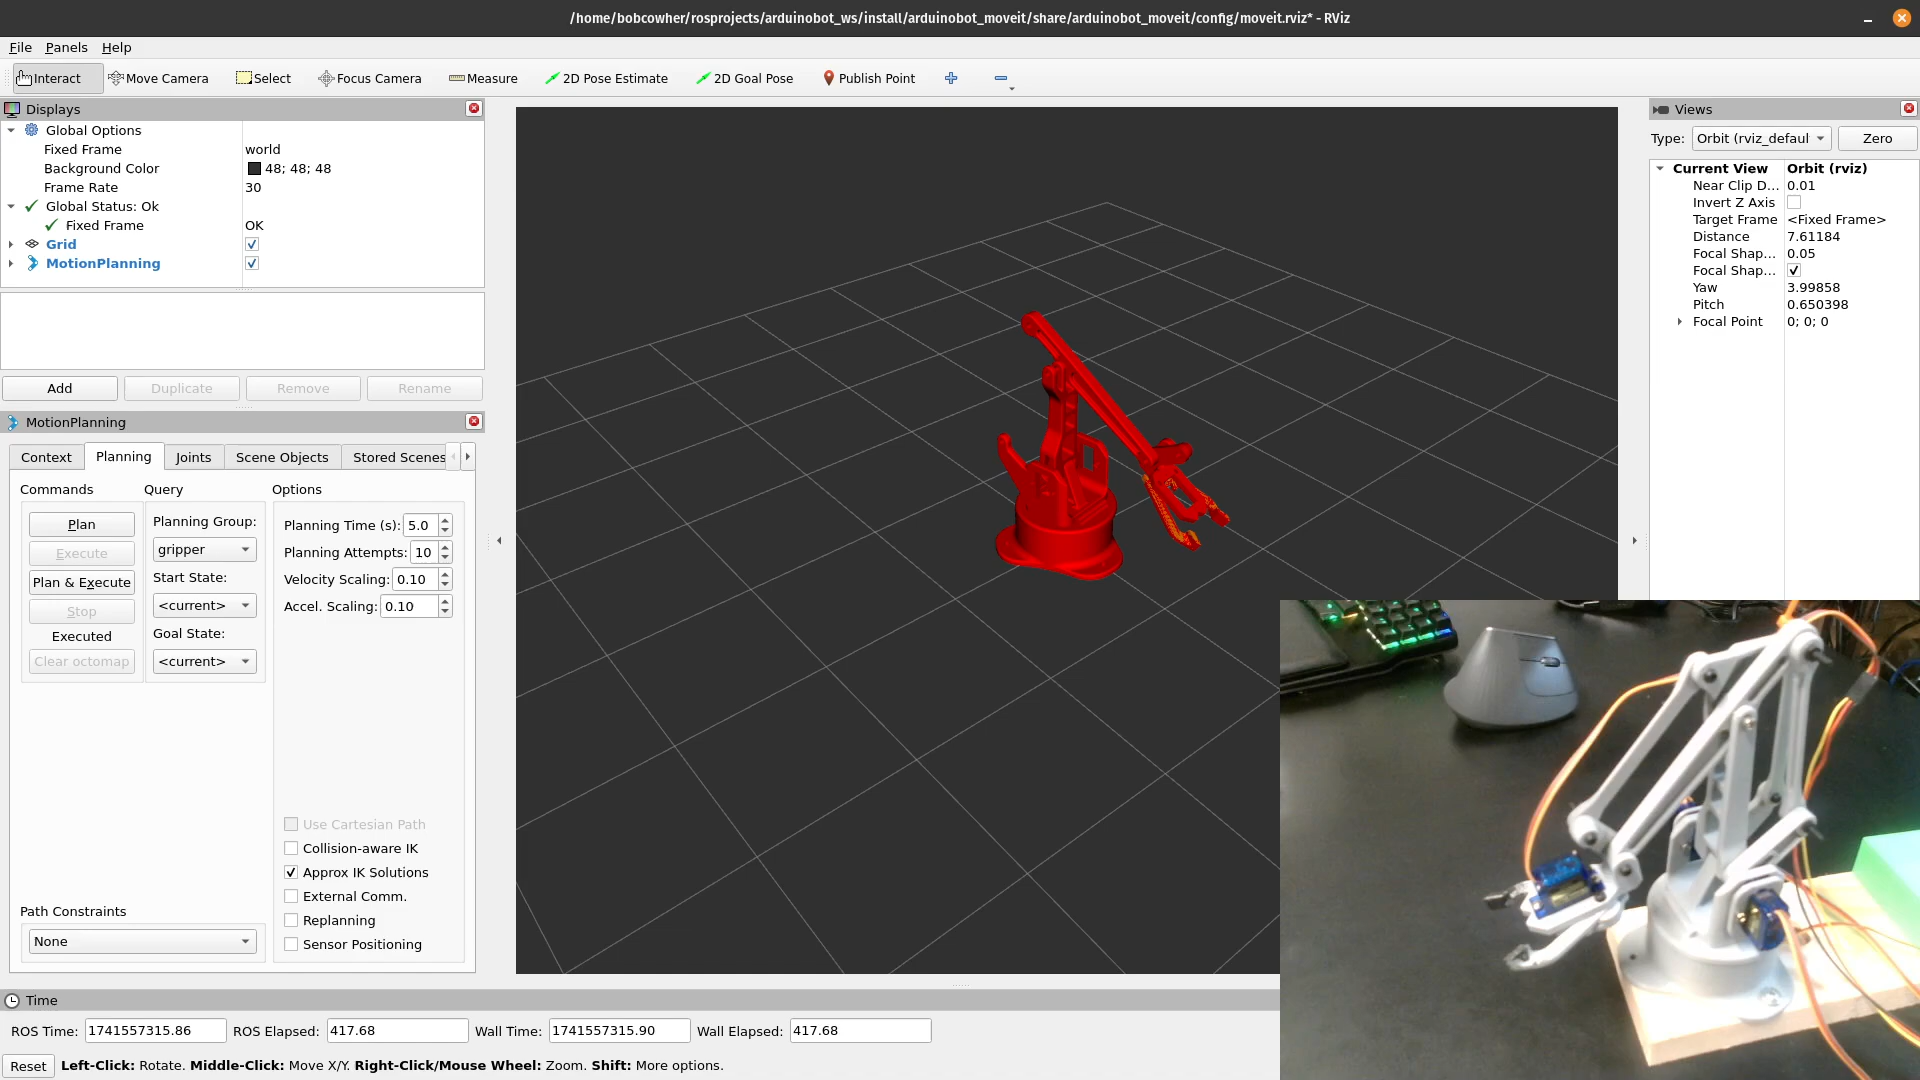 /home/bobcowher/rosprojects/arduinobot_ws/install/arduinobot_moveit/share/arduinobot_moveit/config/moveit.rviz* - RViz
File Panels Help
Interact Move Camera Select Focus Camera Measure 2D Pose Estimate 2D Goal Pose Publish Point
Displays
Global Options
Fixed Frame world
Background Color 48; 48; 48
Frame Rate 30
Global Status: Ok
Fixed Frame OK
Grid
MotionPlanning
Add Duplicate Remove Rename
MotionPlanning
Context Planning Joints Scene Objects Stored Scenes
Commands Query Options
Plan
Execute
Plan & Execute
Stop
Executed
Clear octomap
Planning Group:
gripper
Start State:
<current>
Goal State:
<current>
Planning Time (s): 5.0
Planning Attempts: 10
Velocity Scaling: 0.10
Accel. Scaling: 0.10
Use Cartesian Path
Collision-aware IK
Approx IK Solutions
External Comm.
Replanning
Sensor Positioning
Path Constraints
None
Views
Type: Orbit (rviz_defaul Zero
Current View Orbit (rviz)
Near Clip D... 0.01
Invert Z Axis
Target Frame <Fixed Frame>
Distance 7.61184
Focal Shap... 0.05
Focal Shap...
Yaw 3.99858
Pitch 0.650398
Focal Point 0; 0; 0
Time
ROS Time: 1741557315.86 ROS Elapsed: 417.68 Wall Time: 1741557315.90 Wall Elapsed: 417.68
Reset Left-Click: Rotate. Middle-Click: Move X/Y. Right-Click/Mouse Wheel: Zoom. Shift: More options.